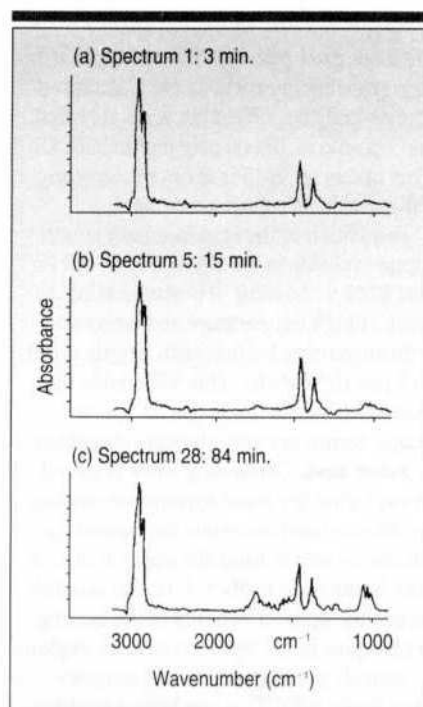 (a) Spectrum 1: 3 min.
(b) Spectrum 5: 15 min.
Absorbance
(c) Spectrum 28: 84 min.
3000 2000 cm⁻¹ 1000
Wavenumber (cm⁻¹)